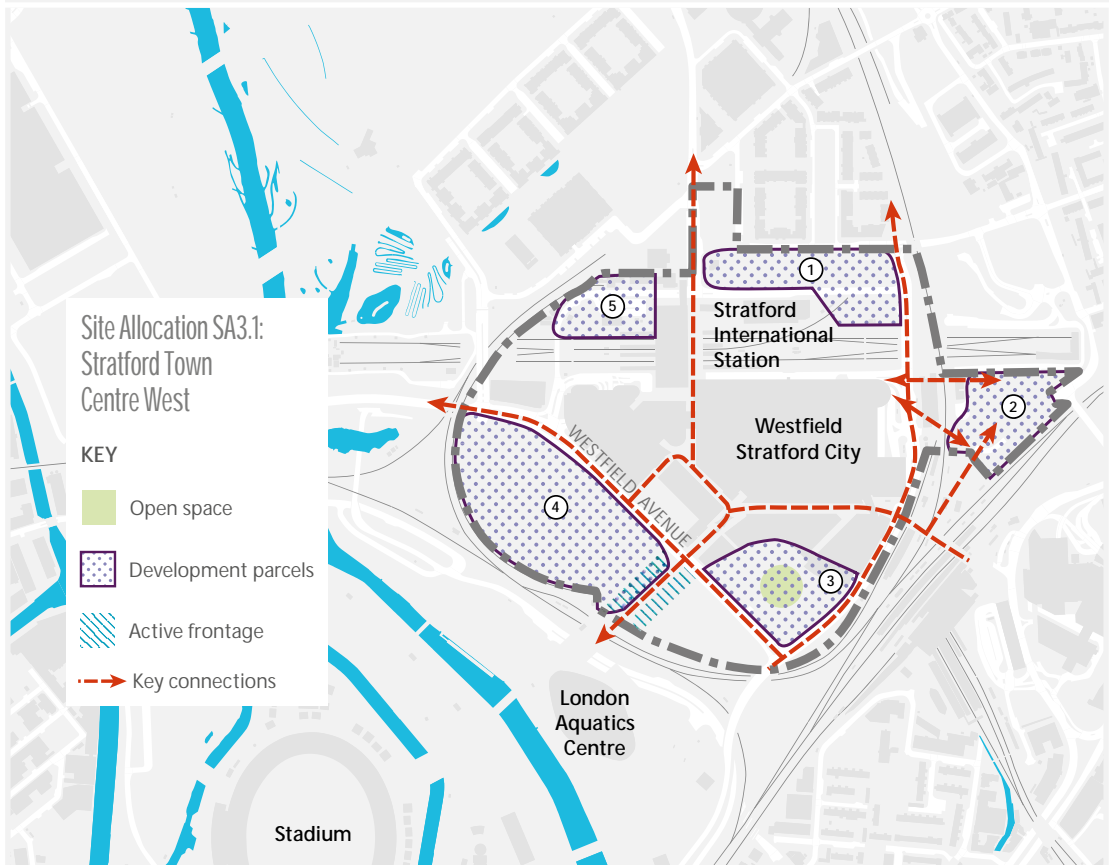 Site Allocation SA3.1:
Stratford Town
Centre West
KEY
Open space
Development parcels
Active frontage
Key connections
1
5
Stratford
International
Station
2
Westfield
Stratford City
WESTFIELD AVENUE
4
3
London
Aquatics
Centre
Stadium